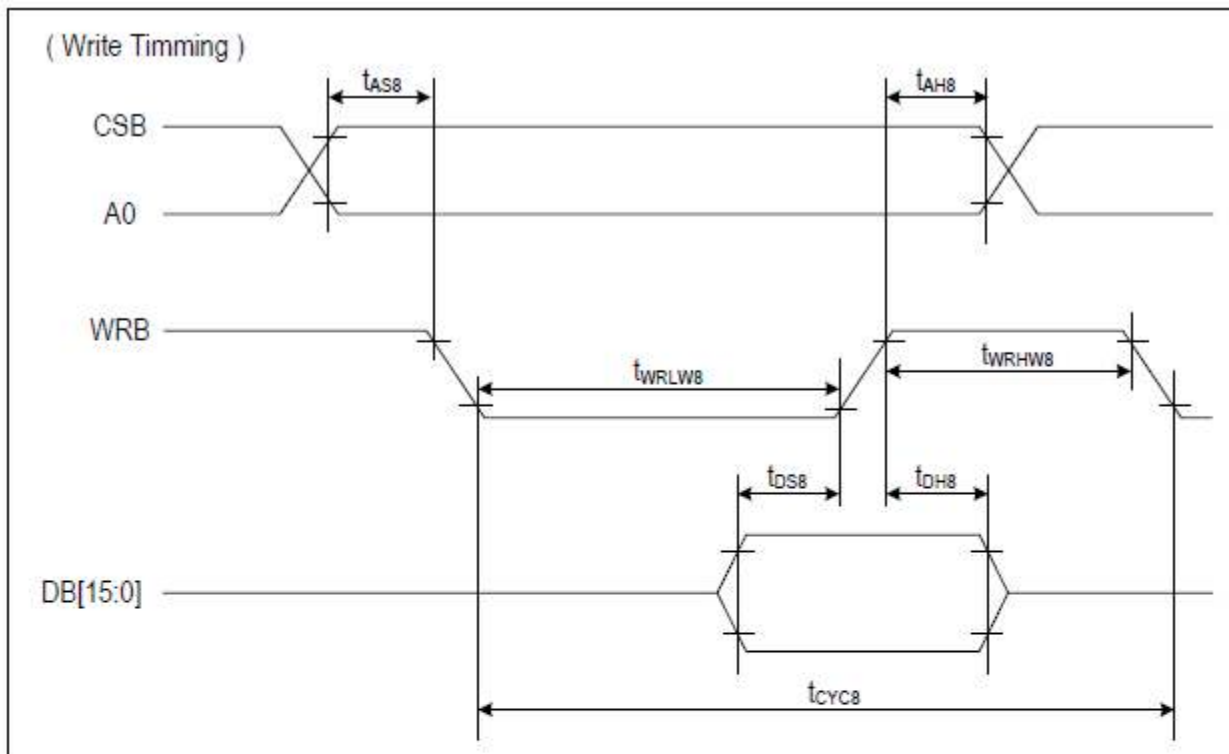 ( Write Timming )
tAS8
tAH8
CSB
A0
WRB
tWRLW8
tWRHW8
tDS8
tDH8
DB[15:0]
tCYC8